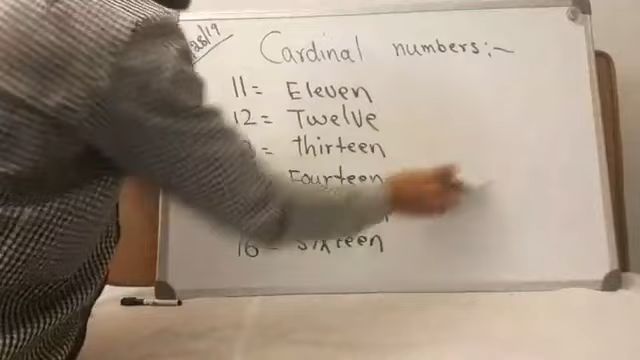 Cardinal numbers:~
11= Eleven
12= Twelve
= Thirteen
Fourteen
16= Sixteen